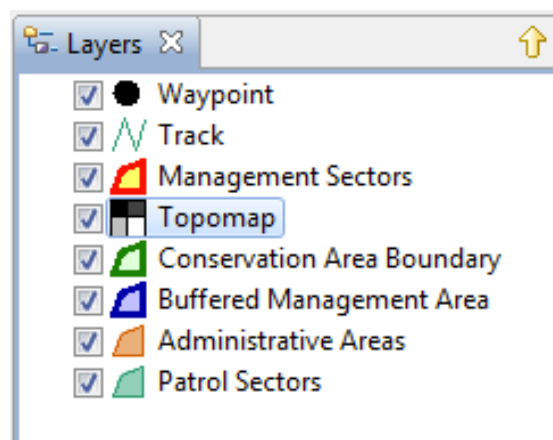 Layers
Waypoint
Track
Management Sectors
Topomap
Conservation Area Boundary
Buffered Management Area
Administrative Areas
Patrol Sectors